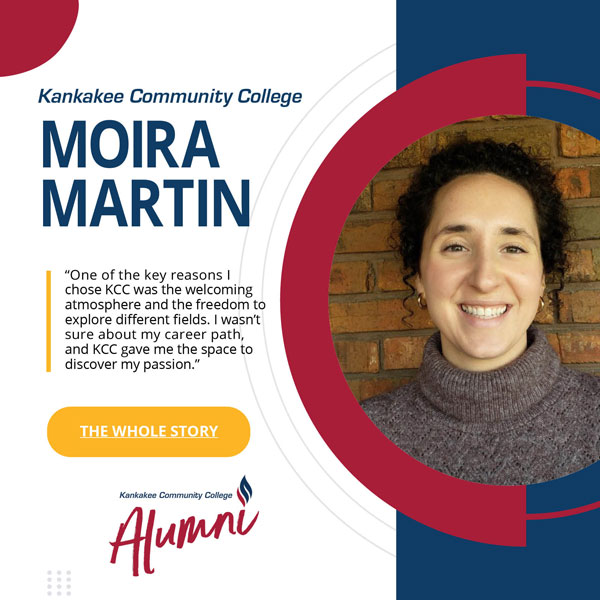 Kankakee Community College
MOIRA
MARTIN
“One of the key reasons I
chose KCC was the welcoming
atmosphere and the freedom to
explore different fields. I wasn’t
sure about my career path,
and KCC gave me the space to
discover my passion.”
THE WHOLE STORY
Kankakee Community College
Alumni